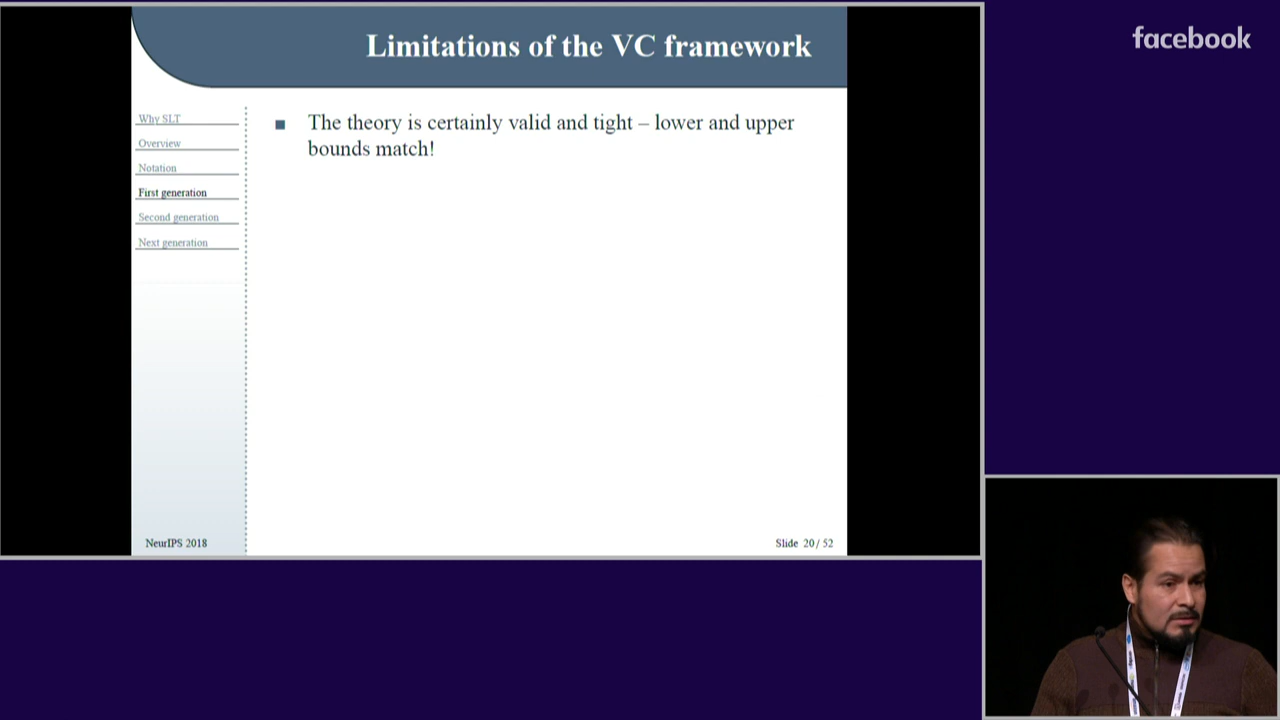 Limitations of the VC framework
facebook
Why SLT
Overview
Notation
First generation
Second generation
Next generation
■ The theory is certainly valid and tight – lower and upper
bounds match!
NeurIPS 2018
Slide 20 / 52